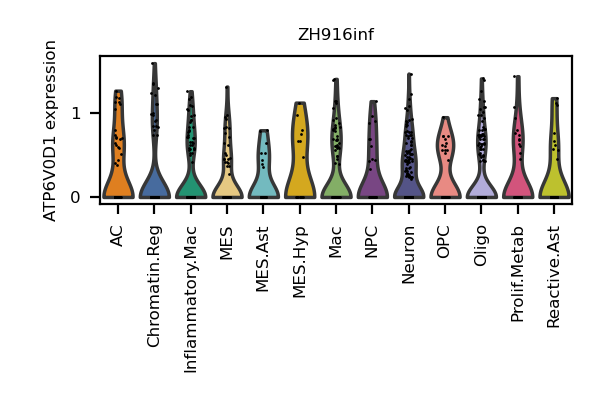 ZH916inf
ATP6V0D1 expression
1
0
AC
Chromatin.Reg
Inflammatory.Mac
MES
MES.Ast
MES.Hyp
Mac
NPC
Neuron
OPC
Oligo
Prolif.Metab
Reactive.Ast